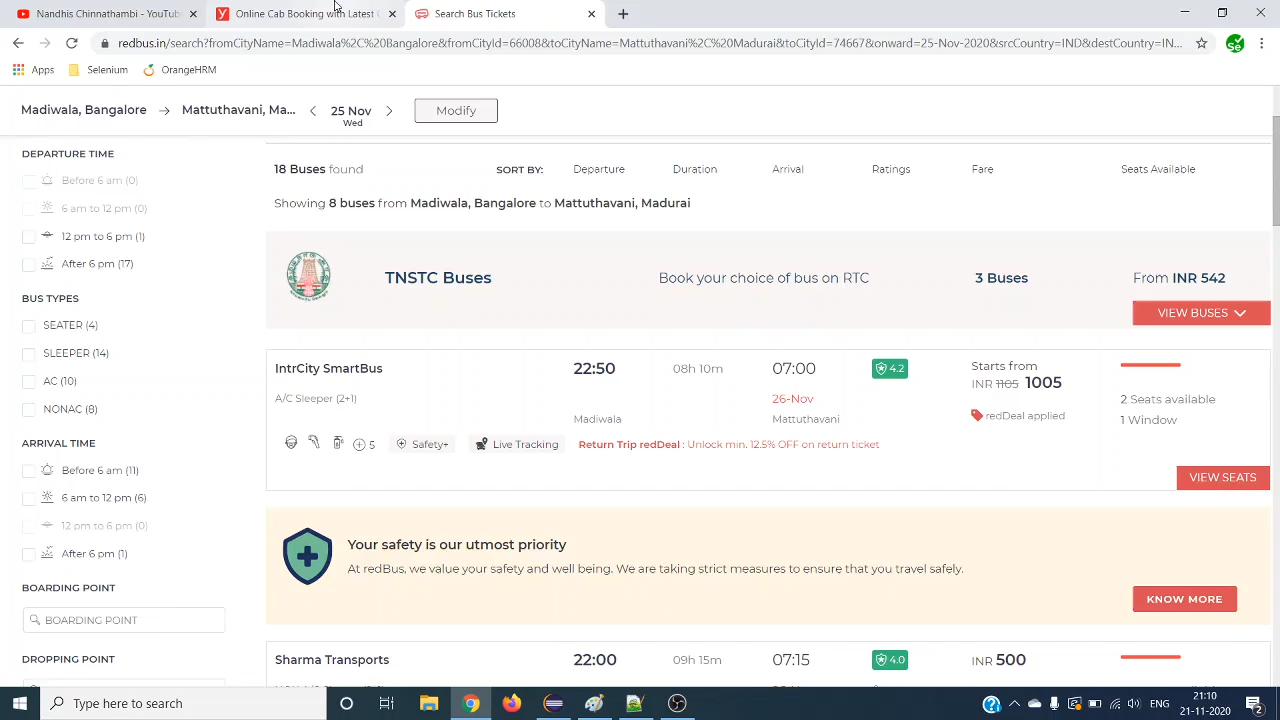 Nandhis Chinnathambi - YouTub
Online Cab Booking with Latest
Search Bus Tickets
redbus.in/search?fromCityName=Madiwala%2C%20Bangalore&fromCityId=66008&toCityName=Mattuthavani%2C%20Madurai&toCityId=74667&onward=25-Nov-2020&srcCountry=IND&destCountry=IN...
Apps
Selenium
OrangeHRM
Madiwala, Bangalore → Mattuthavani, Ma... < 25 Nov > Modify
Wed
DEPARTURE TIME
Before 6 am (0)
6 am to 12 pm (0)
12 pm to 6 pm (1)
After 6 pm (17)
BUS TYPES
SEATER (4)
SLEEPER (14)
AC (10)
NONAC (8)
ARRIVAL TIME
Before 6 am (11)
6 am to 12 pm (6)
12 pm to 6 pm (0)
After 6 pm (1)
BOARDING POINT
BOARDING POINT
DROPPING POINT
18 Buses found SORT BY: Departure Duration Arrival Ratings Fare Seats Available
Showing 8 buses from Madiwala, Bangalore to Mattuthavani, Madurai
TNSTC Buses Book your choice of bus on RTC 3 Buses From INR 542
VIEW BUSES
IntrCity SmartBus 22:50 08h 10m 07:00 4.2 Starts from
INR 1105 1005
A/C Sleeper (2+1) 26-Nov 2 Seats available
Madiwala Mattuthavani redDeal applied 1 Window
5 Safety+ Live Tracking Return Trip redDeal : Unlock min. 12.5% OFF on return ticket
VIEW SEATS
Your safety is our utmost priority
At redBus, we value your safety and well being. We are taking strict measures to ensure that you travel safely.
KNOW MORE
Sharma Transports 22:00 09h 15m 07:15 4.0 INR 500
Type here to search
ENG
21:10
21-11-2020
2